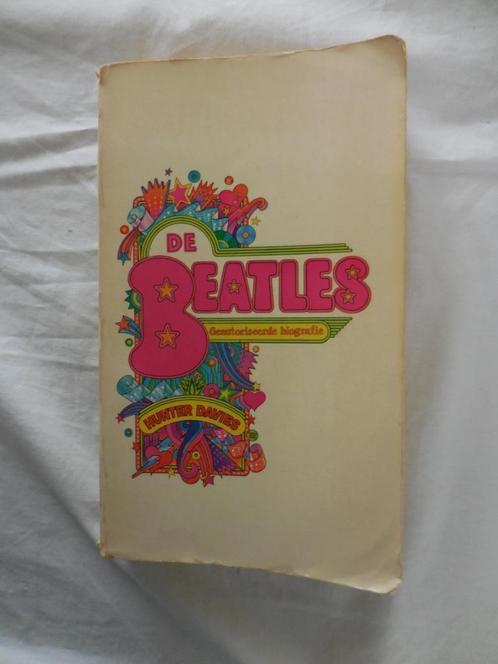 DE
BEATLES
Geautoriseerde biografie
HUNTER DAVIES